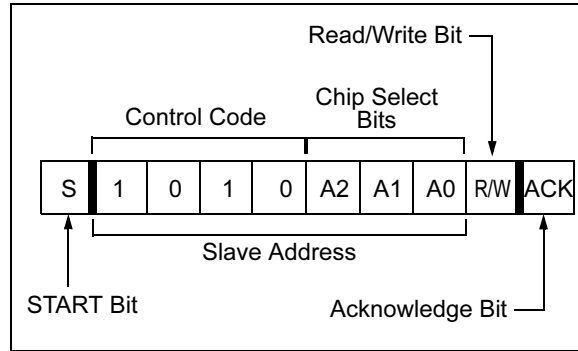 Read/Write Bit
Chip Select
Control Code Bits
S 1 0 1 0 A2 A1 A0 R/W ACK
Slave Address
START Bit
Acknowledge Bit